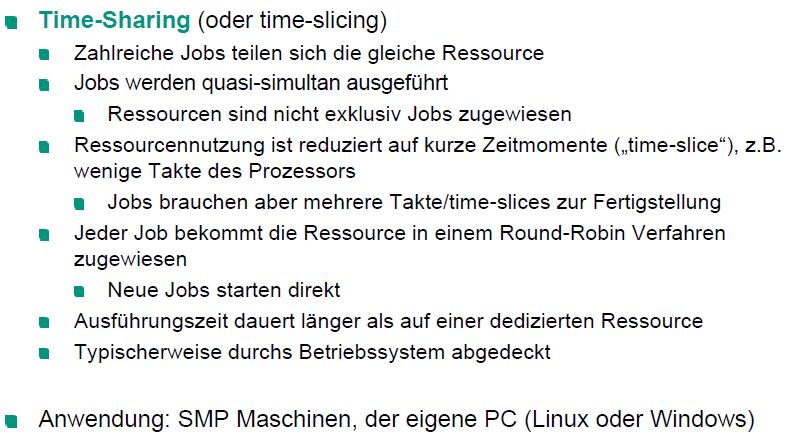 Time-Sharing (oder time-slicing)
Zahlreiche Jobs teilen sich die gleiche Ressource
Jobs werden quasi-simultan ausgeführt
Ressourcen sind nicht exklusiv Jobs zugewiesen
Ressourcennutzung ist reduziert auf kurze Zeitmomente („time-slice“), z.B.
wenige Takte des Prozessors
Jobs brauchen aber mehrere Takte/time-slices zur Fertigstellung
Jeder Job bekommt die Ressource in einem Round-Robin Verfahren
zugewiesen
Neue Jobs starten direkt
Ausführungszeit dauert länger als auf einer dedizierten Ressource
Typischerweise durchs Betriebssystem abgedeckt
Anwendung: SMP Maschinen, der eigene PC (Linux oder Windows)